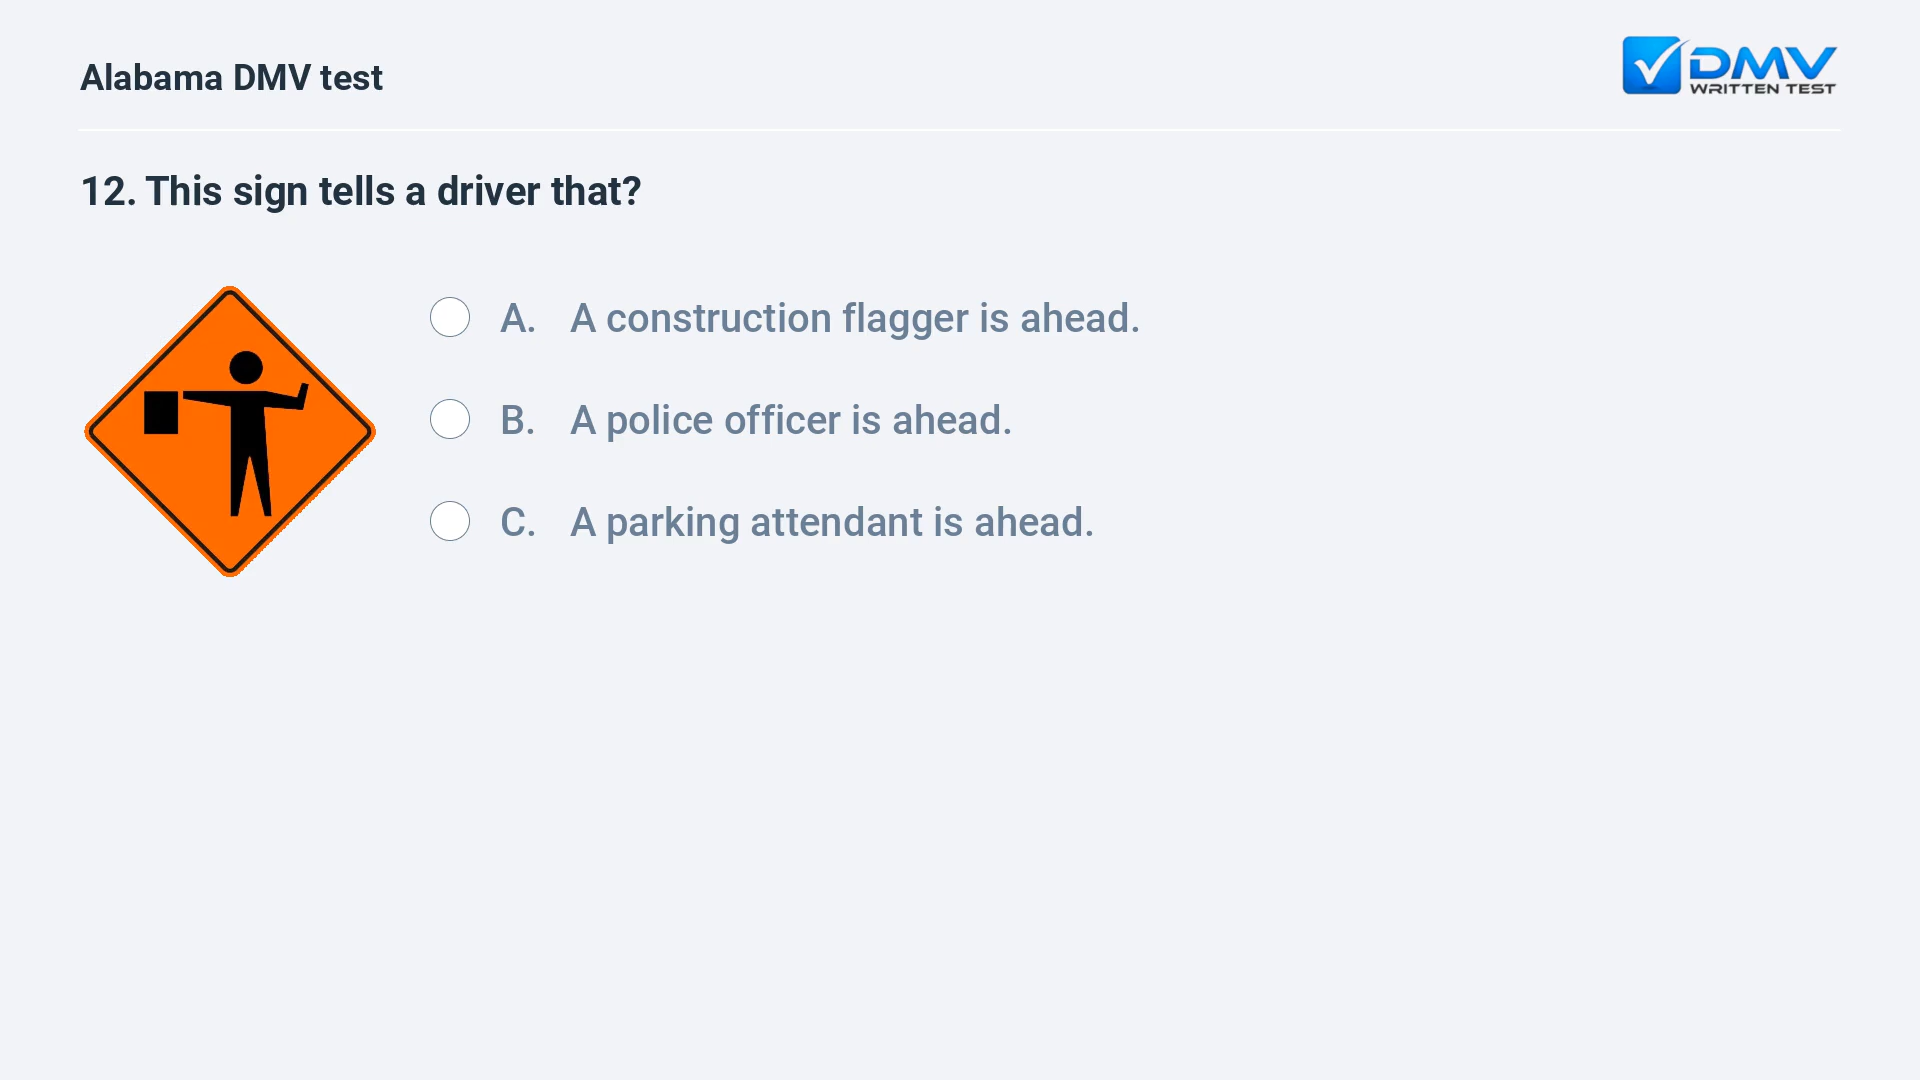 Alabama DMV test
DMV
WRITTEN TEST
12. This sign tells a driver that?
A. A construction flagger is ahead.
B. A police officer is ahead.
C. A parking attendant is ahead.